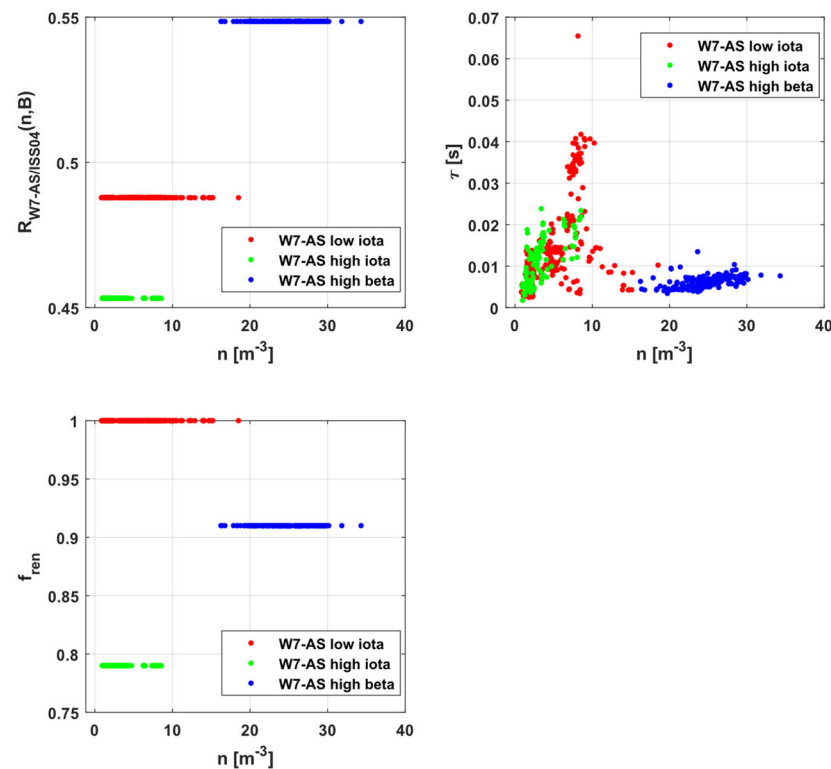 0.55
0.5
0.45
R_{W7-AS/ISS04}(n,B)
W7-AS low iota
W7-AS high iota
W7-AS high beta
0 10 20 30 40
n [m^{-3}]
0.07
0.06
0.05
0.04
0.03
0.02
0.01
0
τ [s]
W7-AS low iota
W7-AS high iota
W7-AS high beta
0 10 20 30 40
n [m^{-3}]
1
0.95
0.9
0.85
0.8
0.75
f_{ren}
W7-AS low iota
W7-AS high iota
W7-AS high beta
0 10 20 30 40
n [m^{-3}]